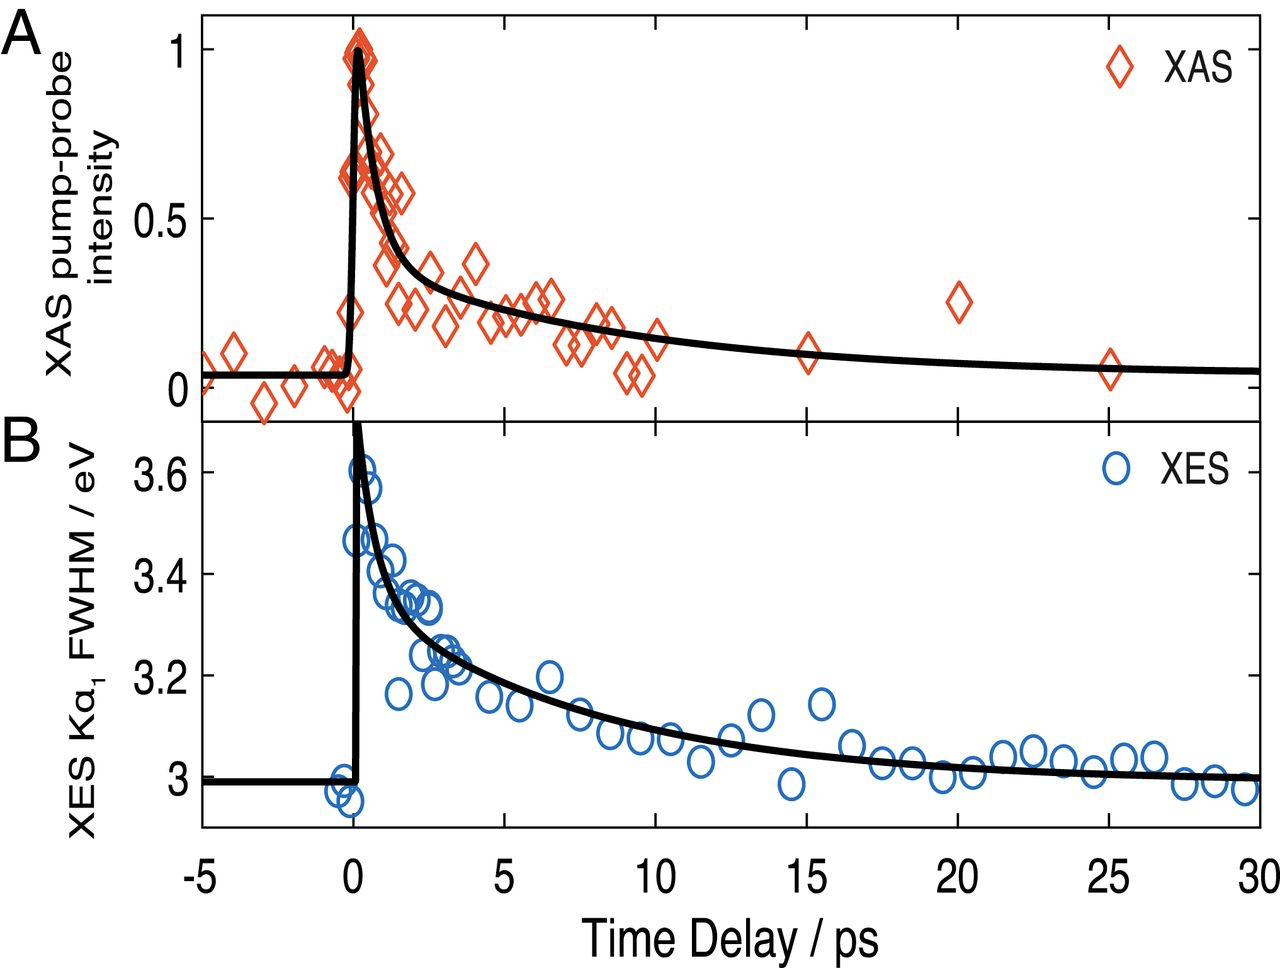 A
XAS pump-probe
intensity
1
0.5
0
XAS
B
XES Kα₁ FWHM / eV
3.6
3.4
3.2
3
XES
-5 0 5 10 15 20 25 30
Time Delay / ps